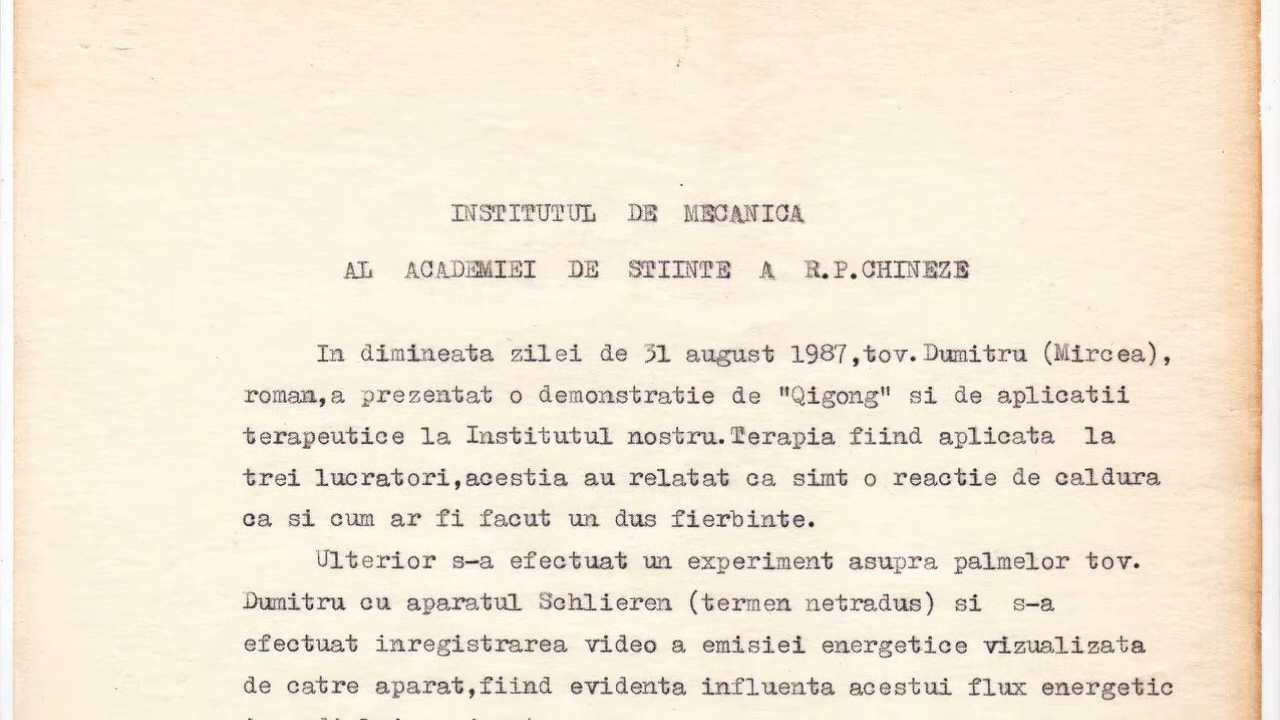 INSTITUTUL DE MECANICA
AL ACADEMIEI DE STIINTE A R.P.CHINEZE
In dimineata zilei de 31 august 1987,tov.Dumitru (Mircea),
roman,a prezentat o demonstratie de "Qigong" si de aplicatii
terapeutice la Institutul nostru.Terapia fiind aplicata la
trei lucratori,acestia au relatat ca simt o reactie de caldura
ca si cum ar fi facut un dus fierbinte.
Ulterior s-a efectuat un experiment asupra palmelor tov.
Dumitru cu aparatul Schlieren (termen netradus) si s-a
efectuat inregistrarea video a emisiei energetice vizualizata
de catre aparat,fiind evidenta influenta acestui flux energetic